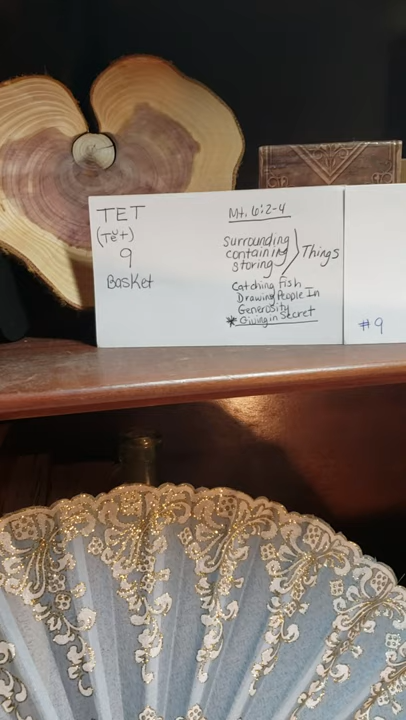 TET
(Tĕt)
9
Basket
Mt. 6:2-4
Surrounding
containing
storing
Things
Catching Fish
Drawing People In
Generosity
* Giving in Secret
#9